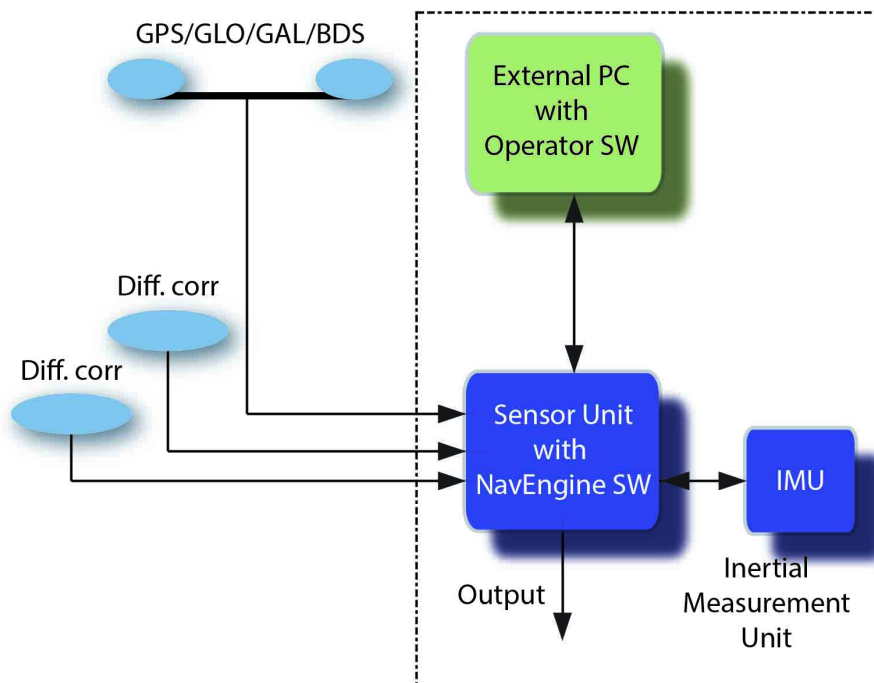 GPS/GLO/GAL/BDS
External PC
with
Operator SW
Diff. corr
Diff. corr
Sensor Unit
with
NavEngine SW
IMU
Output
Inertial
Measurement
Unit